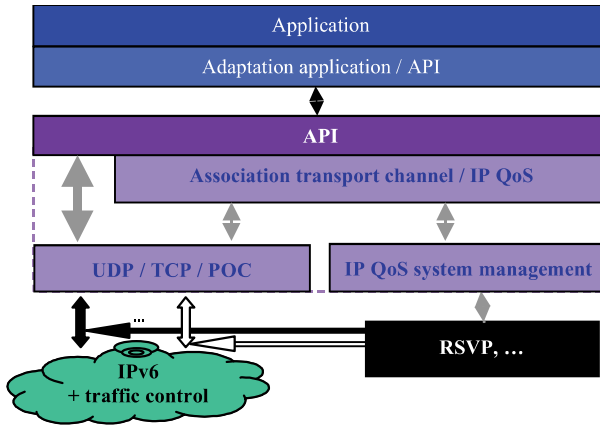 Application
Adaptation application / API
API
Association transport channel / IP QoS
UDP / TCP / POC
IP QoS system management
...
RSVP, …
IPv6
+ traffic control